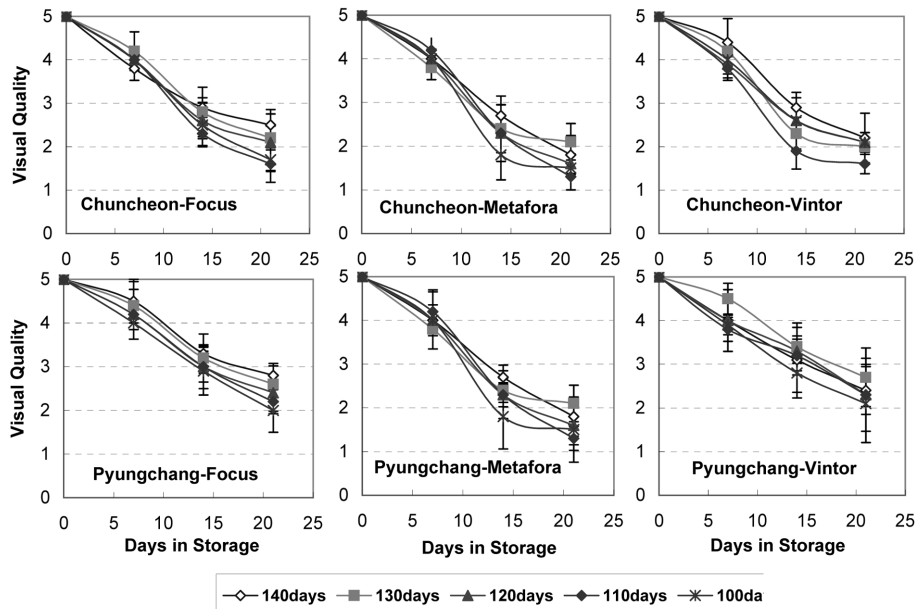 5 5 5
4 4 4
3 3 3
2 2 2
1 1 1
0 0 0
Visual Quality
Chuncheon-Focus Chuncheon-Metafora Chuncheon-Vintor
0 5 10 15 20 25 0 5 10 15 20 25 0 5 10 15 20 25
5 5 5
4 4 4
3 3 3
2 2 2
1 1 1
0 0 0
Visual Quality
Pyungchang-Focus Pyungchang-Metafora Pyungchang-Vintor
0 5 10 15 20 25 0 5 10 15 20 25 0 5 10 15 20 25
Days in Storage Days in Storage Days in Storage
140days 130days 120days 110days 100da